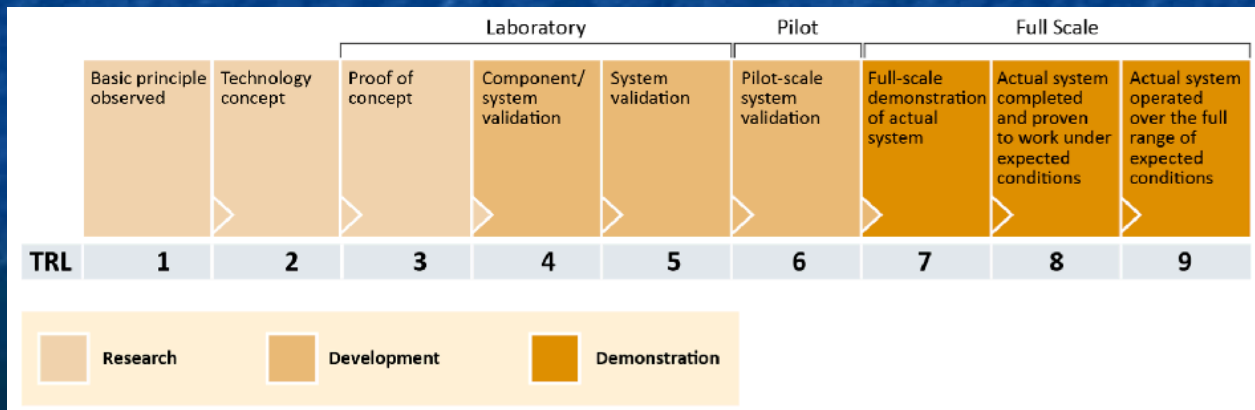 Laboratory
Pilot
Full Scale
Basic principle
observed
Technology
concept
Proof of
concept
Component/
system
validation
System
validation
Pilot-scale
system
validation
Full-scale
demonstration
of actual
system
Actual system
completed
and proven
to work under
expected
conditions
Actual system
operated
over the full
range of
expected
conditions
TRL 1 2 3 4 5 6 7 8 9
Research
Development
Demonstration